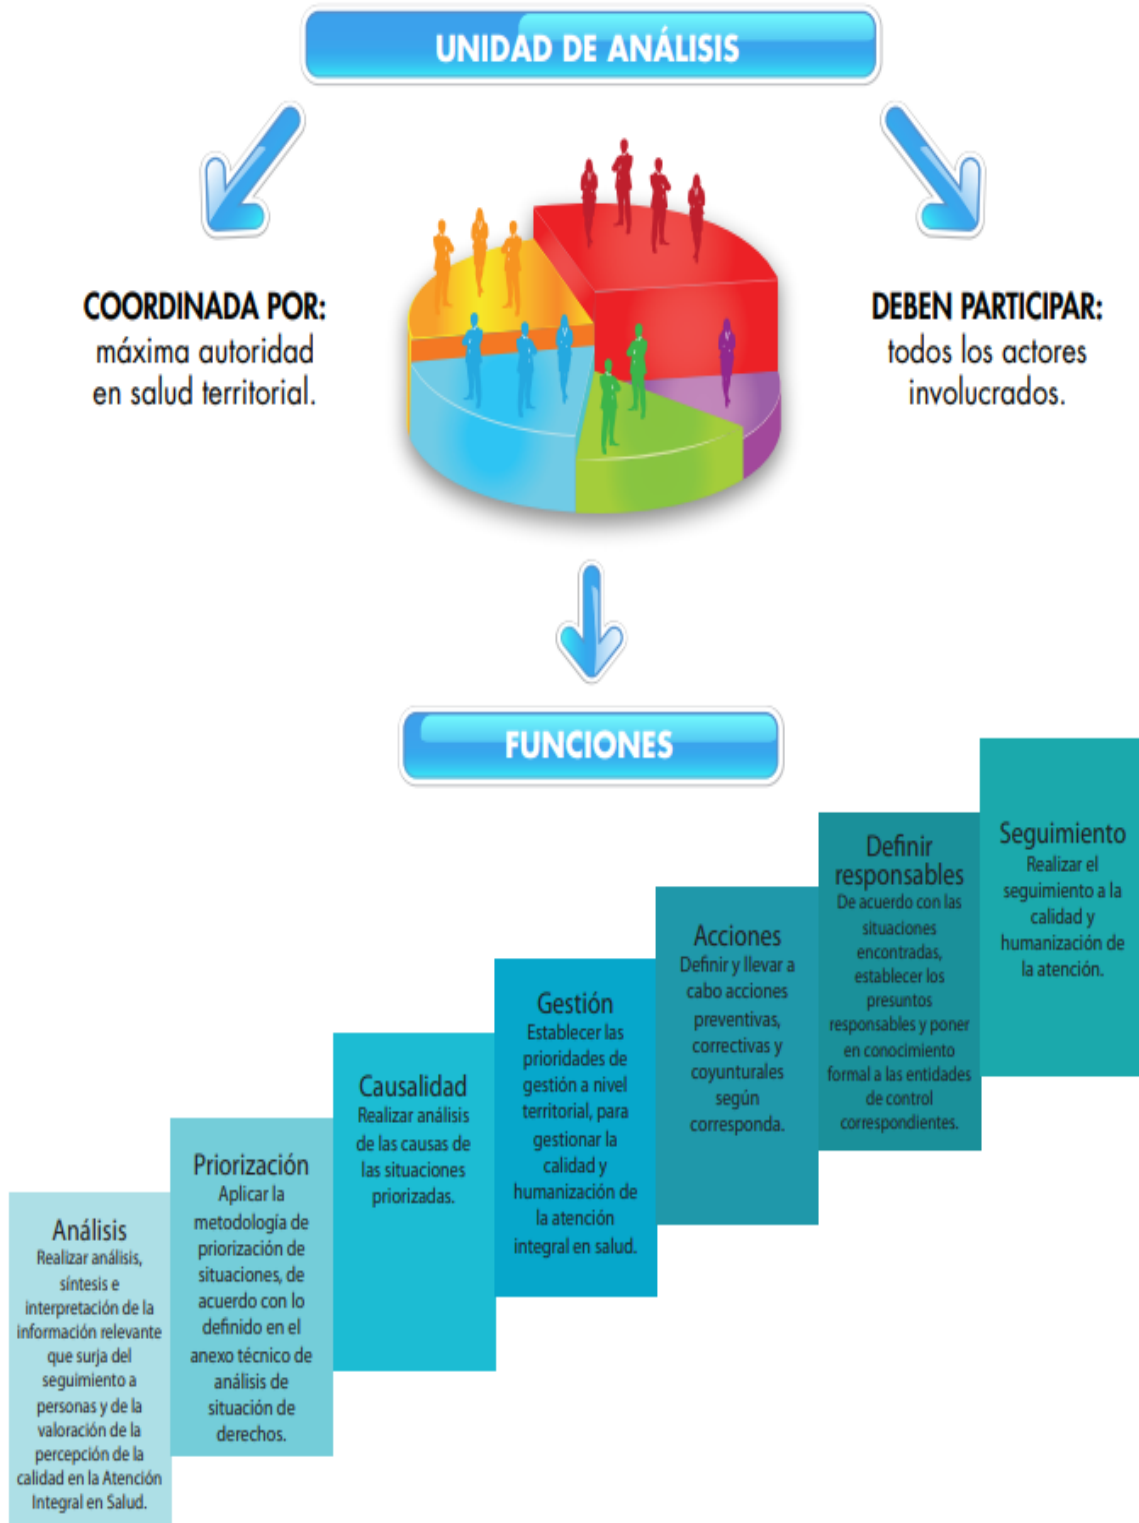 UNIDAD DE ANÁLISIS
COORDINADA POR:
máxima autoridad
en salud territorial.
DEBEN PARTICIPAR:
todos los actores
involucrados.
FUNCIONES
Análisis
Realizar análisis,
síntesis e
interpretación de la
información relevante
que surja del
seguimiento a
personas y de la
valoración de la
percepción de la
calidad en la Atención
Integral en Salud.
Priorización
Aplicar la
metodología de
priorización de
situaciones, de
acuerdo con lo
definido en el
anexo técnico de
análisis de
situación de
derechos.
Causalidad
Realizar análisis
de las causas de
las situaciones
priorizadas.
Gestión
Establecer las
prioridades de
gestión a nivel
territorial, para
gestionar la
calidad y
humanización de
la atención
integral en salud.
Acciones
Definir y llevar a
cabo acciones
preventivas,
correctivas y
coyunturales
según
corresponda.
Definir
responsables
De acuerdo con las
situaciones
encontradas,
establecer los
presuntos
responsables y poner
en conocimiento
formal a las entidades
de control
correspondientes.
Seguimiento
Realizar el
seguimiento a la
calidad y
humanización de
la atención.